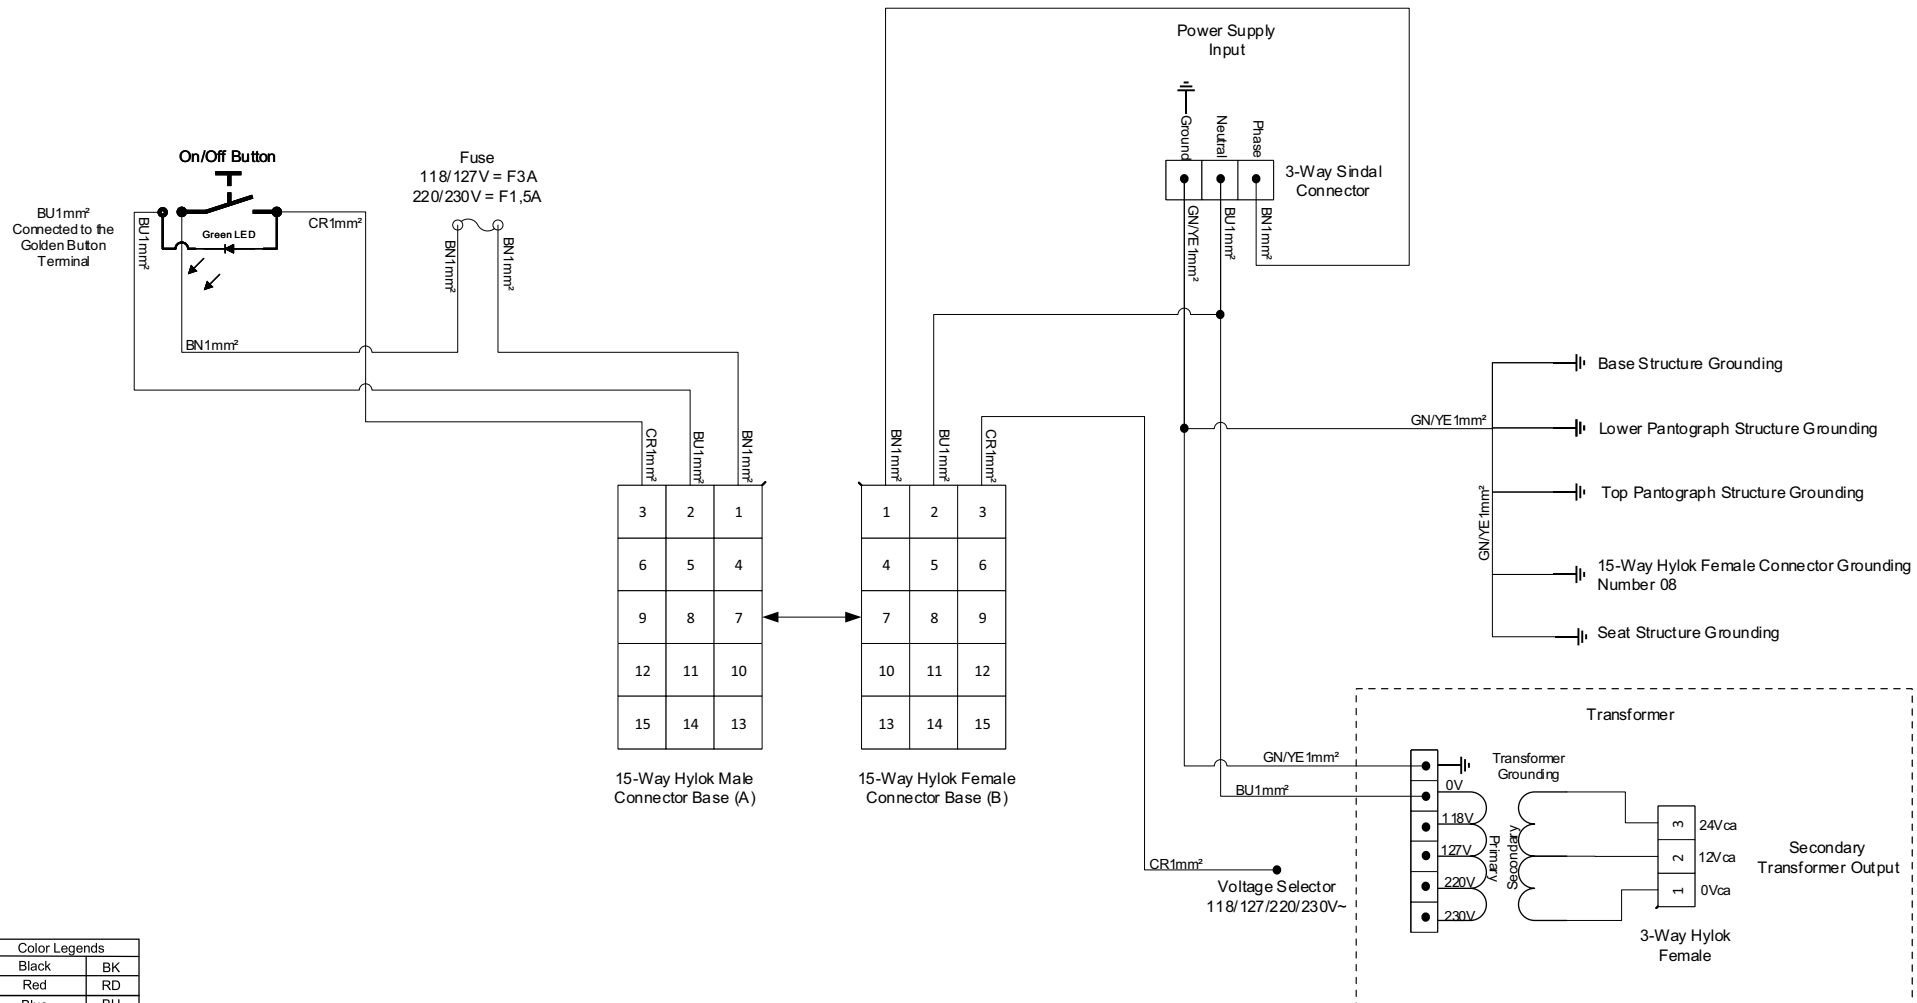 Power Supply
Input
Ground
Neutral
Phase
3-Way Sindal
Connector
GN/YE1mm²
BU1mm²
BN1mm²
On/Off Button
Green LED
BU1mm²
Connected to the
Golden Button
Terminal
BU1mm²
CR1mm²
BN1mm²
Fuse
118/127V = F3A
220/230V = F1,5A
BN1mm²
BN1mm²
CR1mm²
BU1mm²
BN1mm²
3 2 1
6 5 4
9 8 7
12 11 10
15 14 13
15-Way Hylok Male
Connector Base (A)
BN1mm²
BU1mm²
CR1mm²
1 2 3
4 5 6
7 8 9
10 11 12
13 14 15
15-Way Hylok Female
Connector Base (B)
GN/YE1mm²
GN/YE1mm²
Base Structure Grounding
Lower Pantograph Structure Grounding
Top Pantograph Structure Grounding
15-Way Hylok Female Connector Grounding
Number 08
Seat Structure Grounding
GN/YE1mm²
BU1mm²
CR1mm²
Voltage Selector
118/127/220/230V~
Transformer
Transformer
Grounding
0V
118V
127V
220V
230V
Primary
Secondary
3
2
1
24Vca
12Vca
0Vca
Secondary
Transformer Output
3-Way Hylok
Female
Color Legends
Black BK
Red RD